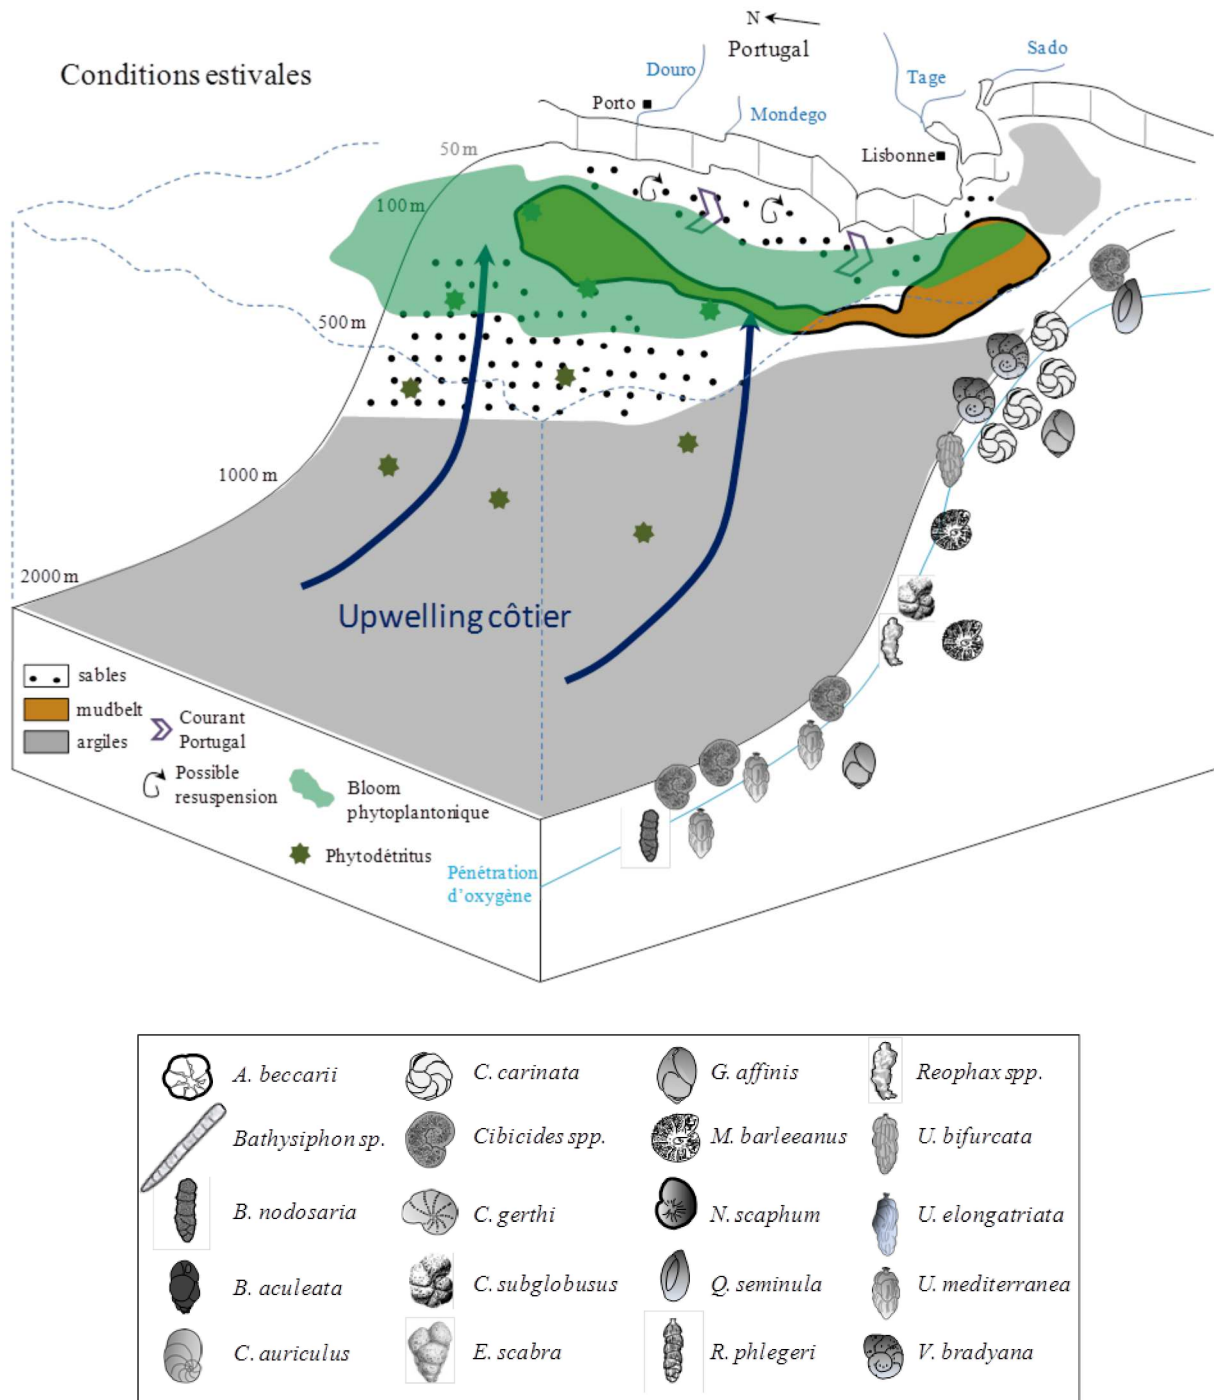 N
Portugal
Sado
Conditions estivales
Douro
Tage
Porto
Mondego
50 m
Lisbonne
100 m
500 m
1000 m
2000 m
Upwelling côtier
sables
mudbelt
argiles
Courant
Portugal
Possible
resuspension
Bloom
phytoplantonique
Phytodétritus
Pénétration
d'oxygène
A. beccarii
C. carinata
G. affinis
Reophax spp.
Bathysiphon sp.
Cibicides spp.
M. barleeanus
U. bifurcata
B. nodosaria
C. gerthi
N. scaphum
U. elongatriata
B. aculeata
C. subglobusus
Q. seminula
U. mediterranea
C. auriculus
E. scabra
R. phlegeri
V. bradyana